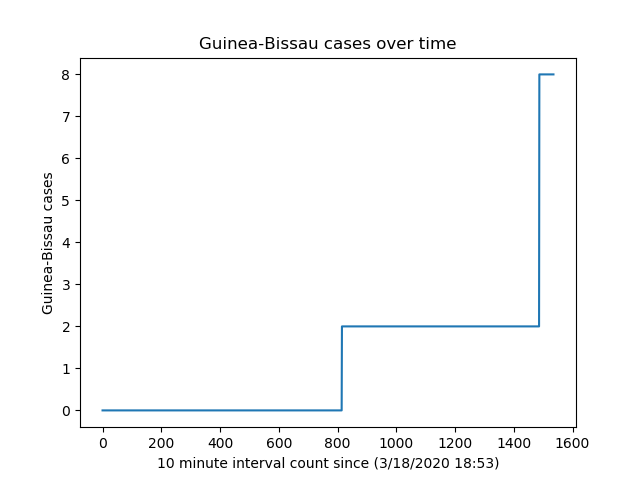 Guinea-Bissau cases over time
8
7
6
5
4
3
2
1
0
Guinea-Bissau cases
0 200 400 600 800 1000 1200 1400 1600
10 minute interval count since (3/18/2020 18:53)